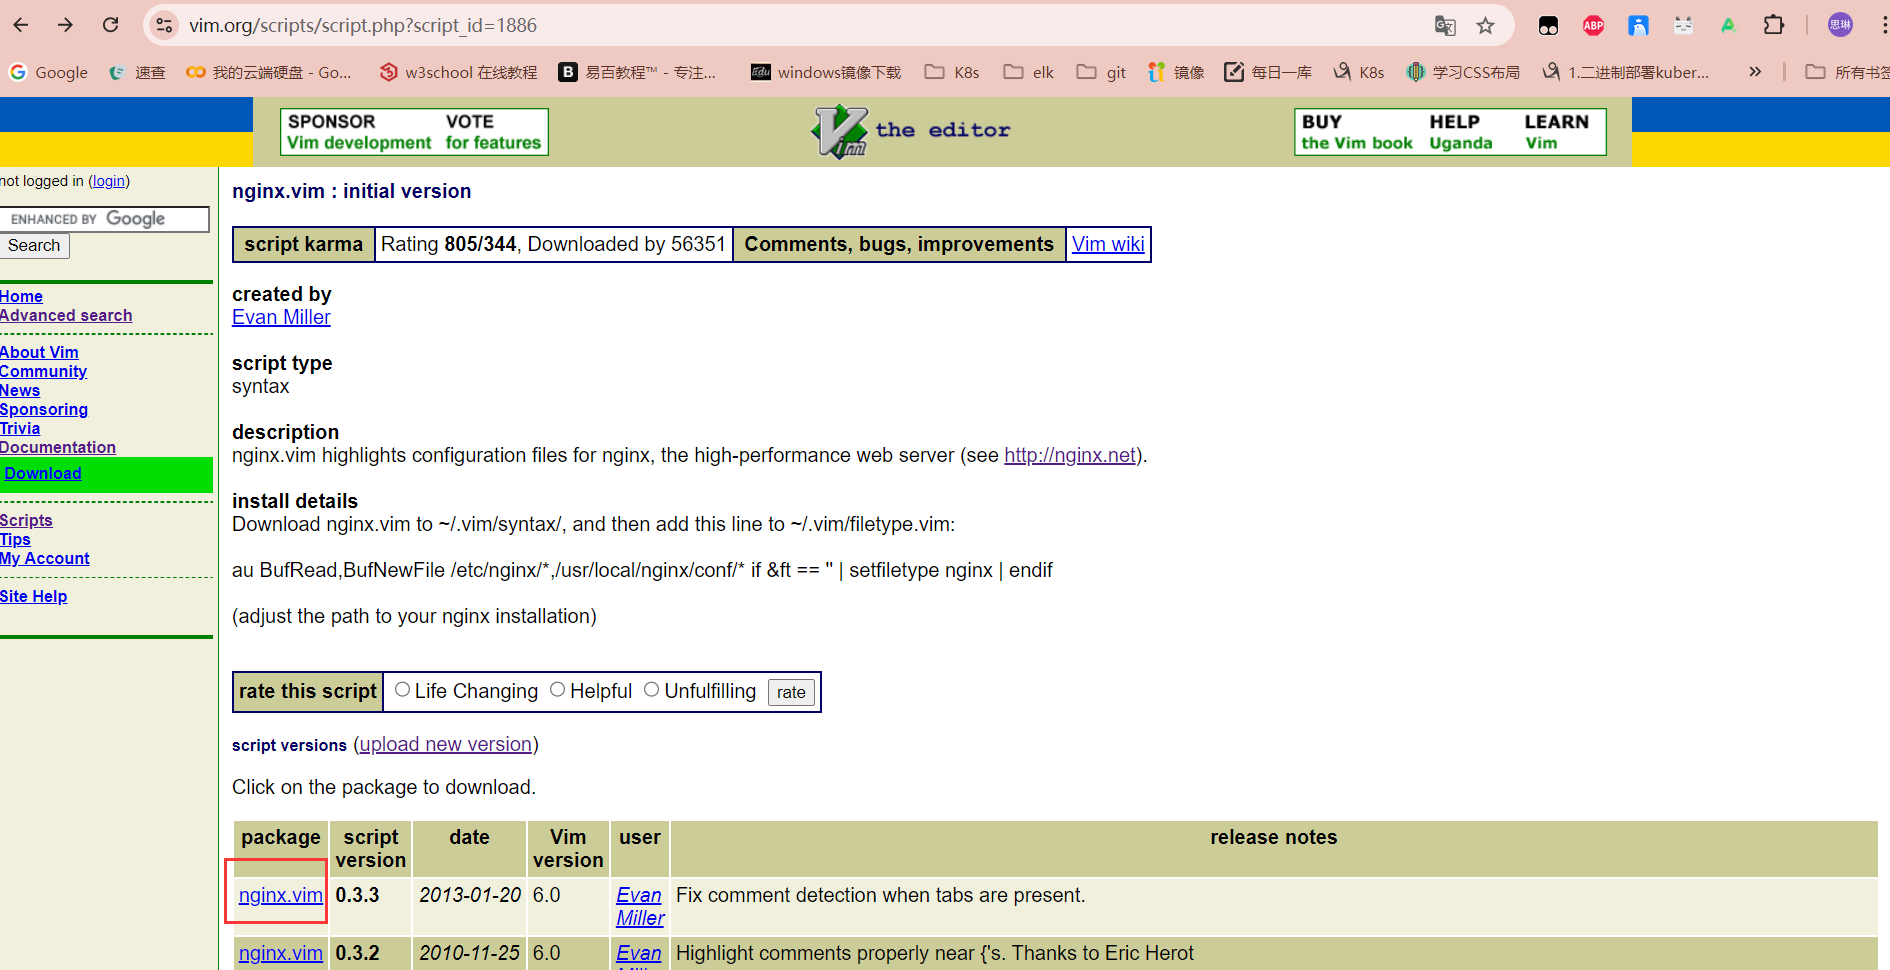 vim.org/scripts/script.php?script_id=1886
ABP
思琳
Google
速查
我的云端硬盘 - Go...
w3school 在线教程
B
易百教程™ - 专注...
Edu
windows镜像下载
K8s
elk
git
镜像
每日一库
K8s
学习CSS布局
1.二进制部署kuber...
所有书签
SPONSOR VOTE
Vim development for features
Vim the editor
BUY HELP LEARN
the Vim book Uganda Vim
not logged in (login)
ENHANCED BY Google
Search
Home
Advanced search
About Vim
Community
News
Sponsoring
Trivia
Documentation
Download
Scripts
Tips
My Account
Site Help
nginx.vim : initial version
script karma Rating 805/344, Downloaded by 56351 Comments, bugs, improvements Vim wiki
created by
Evan Miller
script type
syntax
description
nginx.vim highlights configuration files for nginx, the high-performance web server (see http://nginx.net).
install details
Download nginx.vim to ~/.vim/syntax/, and then add this line to ~/.vim/filetype.vim:
au BufRead,BufNewFile /etc/nginx/*,/usr/local/nginx/conf/* if &ft == '' | setfiletype nginx | endif
(adjust the path to your nginx installation)
rate this script Life Changing Helpful Unfulfilling rate
script versions (upload new version)
Click on the package to download.
package script version date Vim version user release notes
nginx.vim 0.3.3 2013-01-20 6.0 Evan Miller Fix comment detection when tabs are present.
nginx.vim 0.3.2 2010-11-25 6.0 Evan Highlight comments properly near {'s. Thanks to Eric Herot